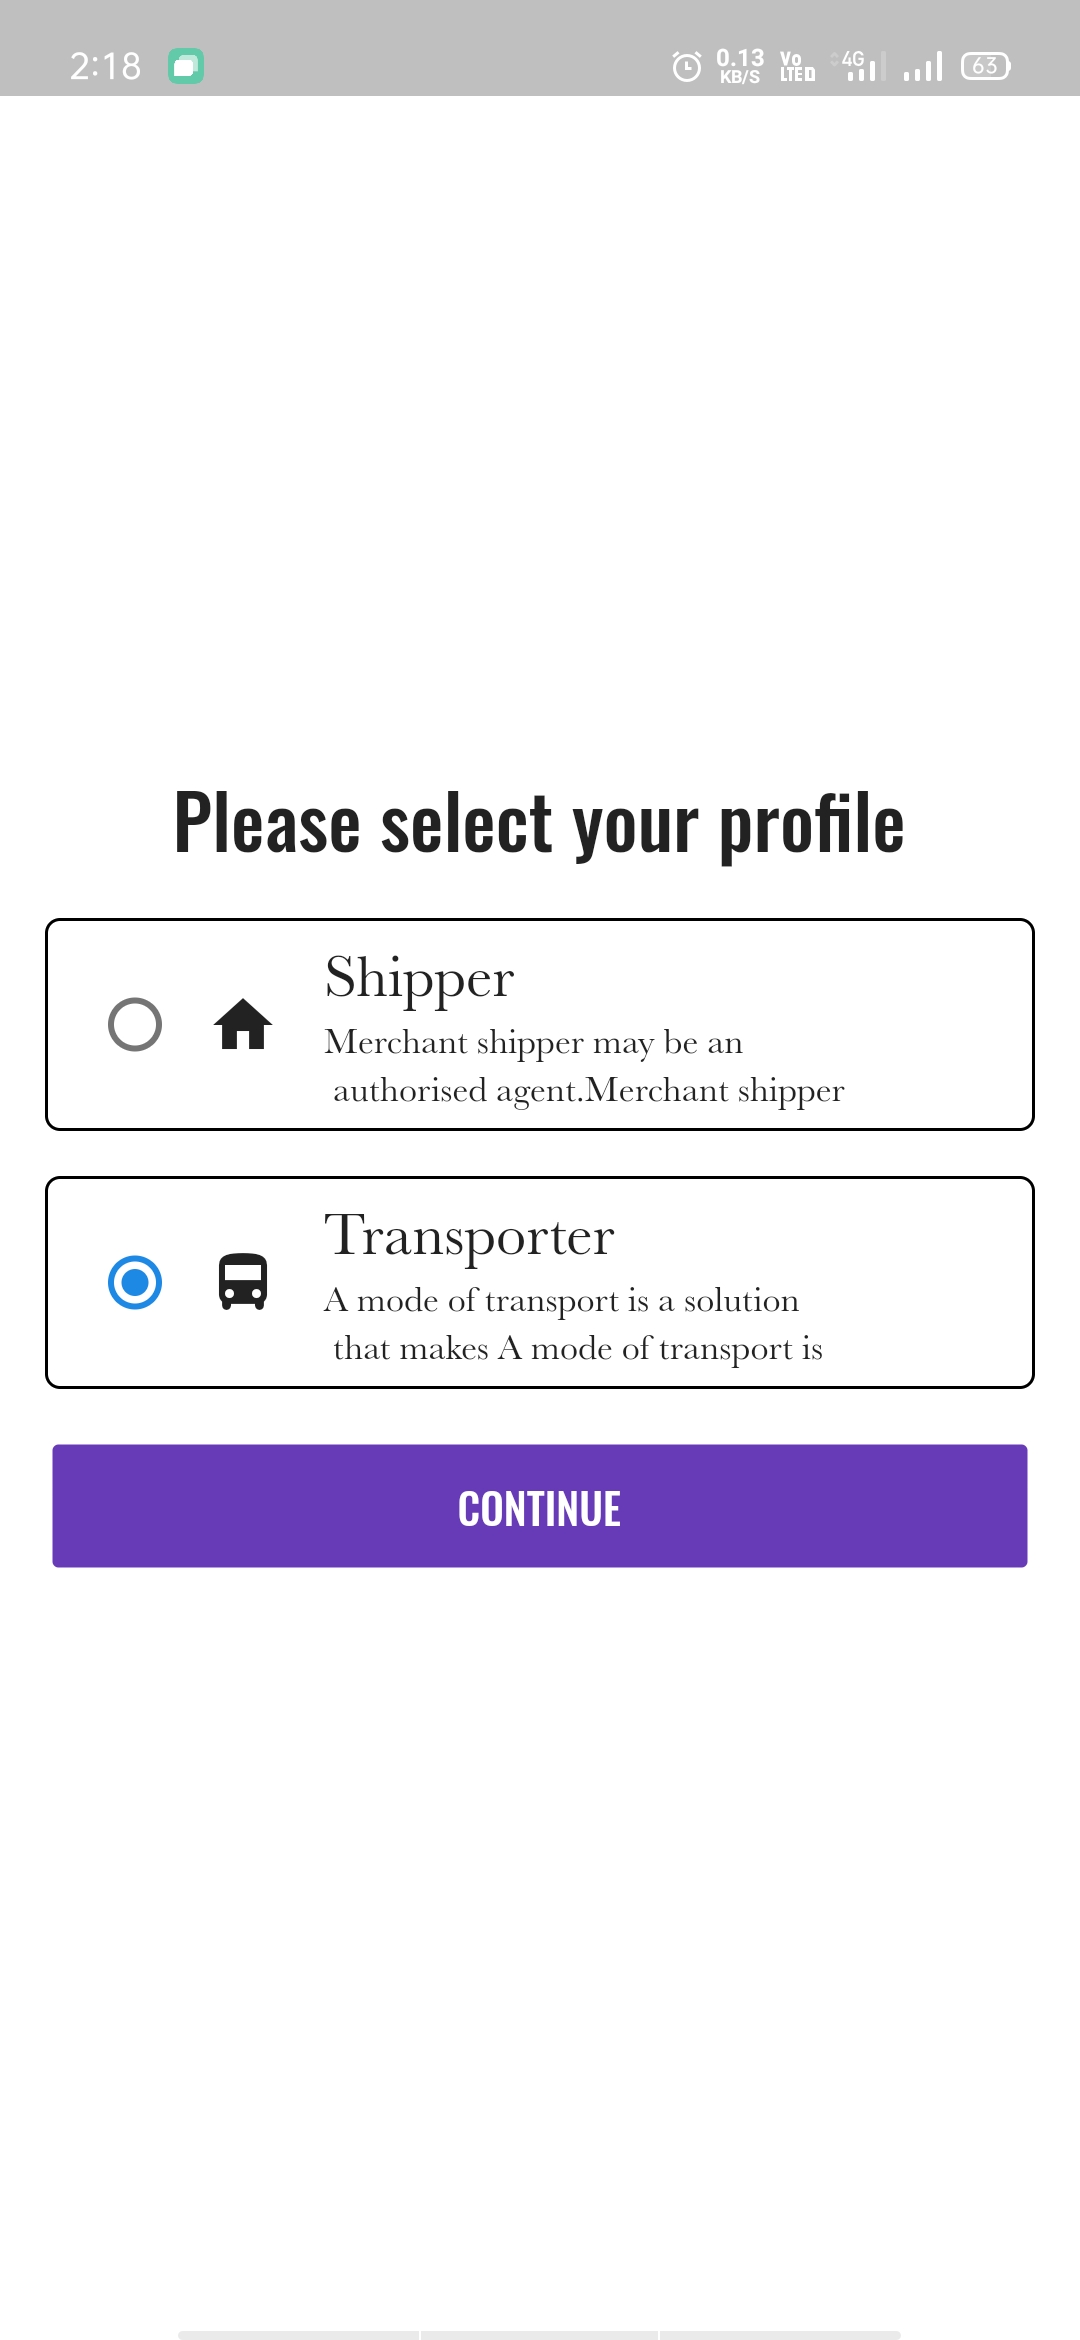 2:18
0.13
KB/S
Vo
LTE
4G
63
Please select your profile
Shipper
Merchant shipper may be an
authorised agent.Merchant shipper
Transporter
A mode of transport is a solution
that makes A mode of transport is
CONTINUE